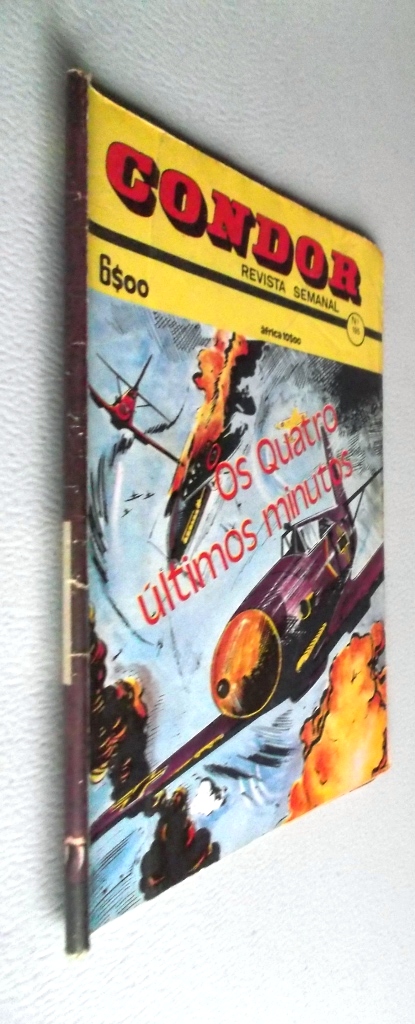 CONDOR
REVISTA SEMANAL
6$00
áfrica 10$00
Os Quatro
últimos minutos